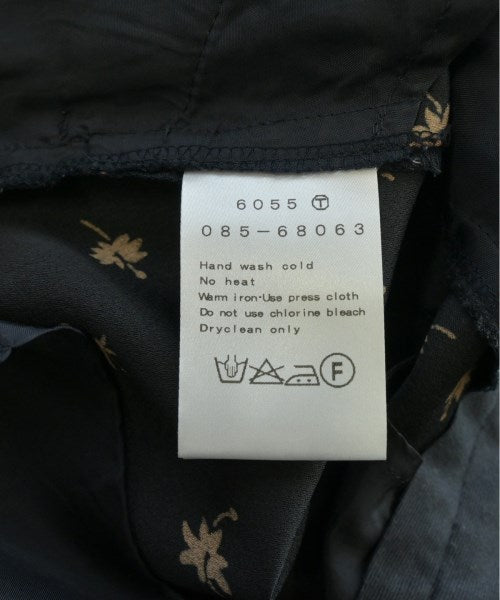 6055 Ⓣ
085-68063
Hand wash cold
No heat
Warm iron·Use press cloth
Do not use chlorine bleach
Dryclean only
Ⓕ